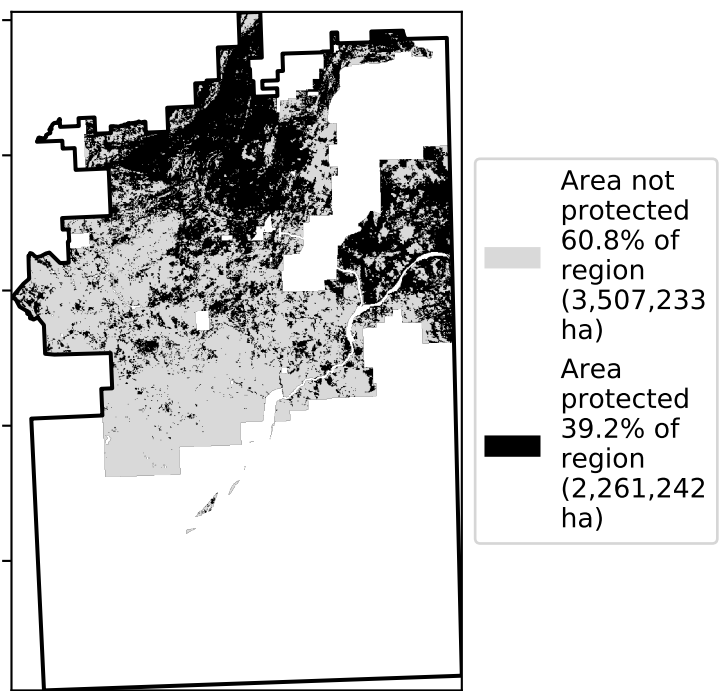 Area not
protected
60.8% of
region
(3,507,233
ha)
Area
protected
39.2% of
region
(2,261,242
ha)